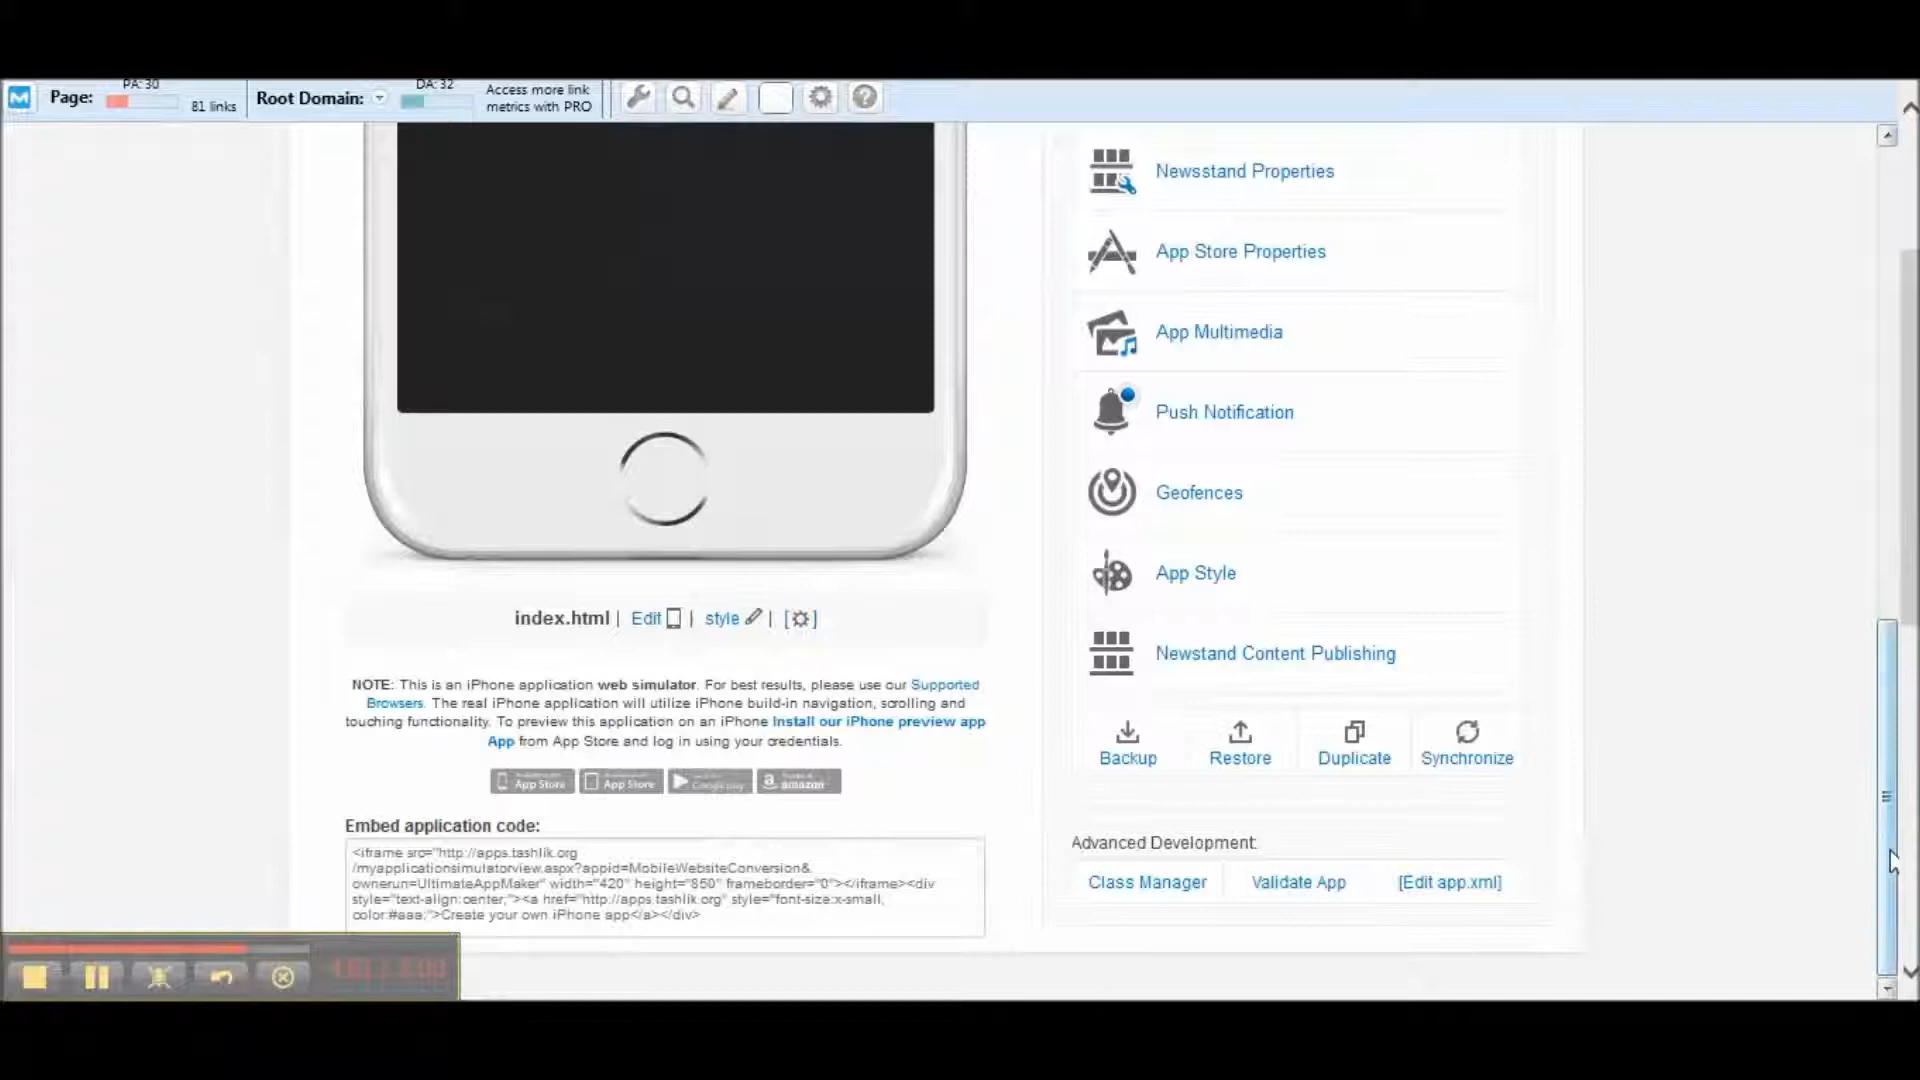 PA: 30
Page:
81 links
Root Domain:
DA: 32
Access more link
metrics with PRO
Newsstand Properties
App Store Properties
App Multimedia
Push Notification
Geofences
App Style
Newstand Content Publishing
Backup
Restore
Duplicate
Synchronize
Advanced Development:
Class Manager
Validate App
[Edit app.xml]
index.html | Edit | style | [ ]
NOTE: This is an iPhone application web simulator. For best results, please use our Supported
Browsers. The real iPhone application will utilize iPhone build-in navigation, scrolling and
touching functionality. To preview this application on an iPhone Install our iPhone preview app
App from App Store and log in using your credentials.
App Store
App Store
Google play
amazon
Embed application code:
<iframe src="http://apps.tashlik.org
/myapplicationsimulatorview.aspx?appid=MobileWebsiteConversion&
ownerun=UltimateAppMaker" width="420" height="850" frameborder="0"></iframe><div
style="text-align:center;"><a href="http://apps.tashlik.org" style="font-size:x-small;
color:#aaa;">Create your own iPhone app</a></div>